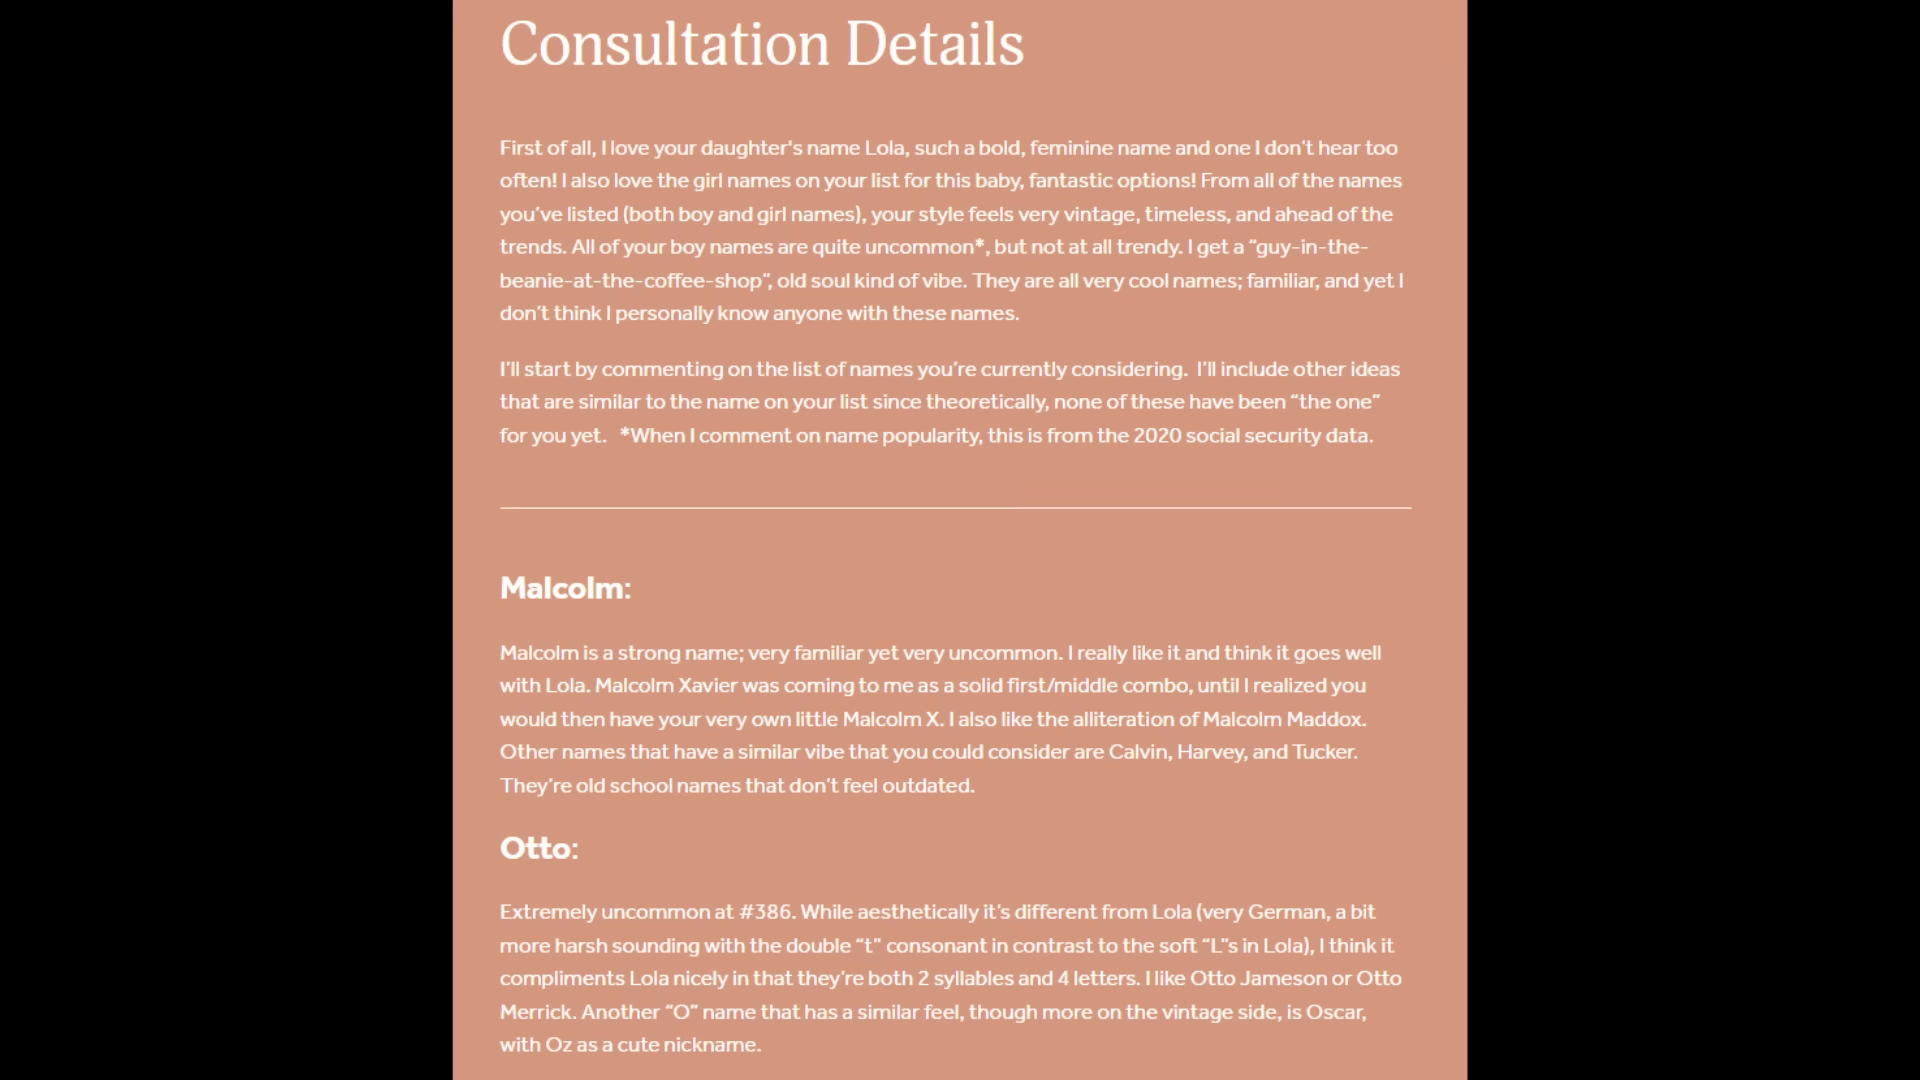 Consultation Details
First of all, I love your daughter's name Lola, such a bold, feminine name and one I don't hear too
often! I also love the girl names on your list for this baby, fantastic options! From all of the names
you've listed (both boy and girl names), your style feels very vintage, timeless, and ahead of the
trends. All of your boy names are quite uncommon*, but not at all trendy. I get a “guy-in-the-
beanie-at-the-coffee-shop”, old soul kind of vibe. They are all very cool names; familiar, and yet I
don't think I personally know anyone with these names.
I'll start by commenting on the list of names you're currently considering.  I'll include other ideas
that are similar to the name on your list since theoretically, none of these have been “the one”
for you yet.   *When I comment on name popularity, this is from the 2020 social security data.
Malcolm:
Malcolm is a strong name; very familiar yet very uncommon. I really like it and think it goes well
with Lola. Malcolm Xavier was coming to me as a solid first/middle combo, until I realized you
would then have your very own little Malcolm X. I also like the alliteration of Malcolm Maddox.
Other names that have a similar vibe that you could consider are Calvin, Harvey, and Tucker.
They're old school names that don't feel outdated.
Otto:
Extremely uncommon at #386. While aesthetically it's different from Lola (very German, a bit
more harsh sounding with the double “t” consonant in contrast to the soft “L”s in Lola), I think it
compliments Lola nicely in that they're both 2 syllables and 4 letters. I like Otto Jameson or Otto
Merrick. Another “O” name that has a similar feel, though more on the vintage side, is Oscar,
with Oz as a cute nickname.